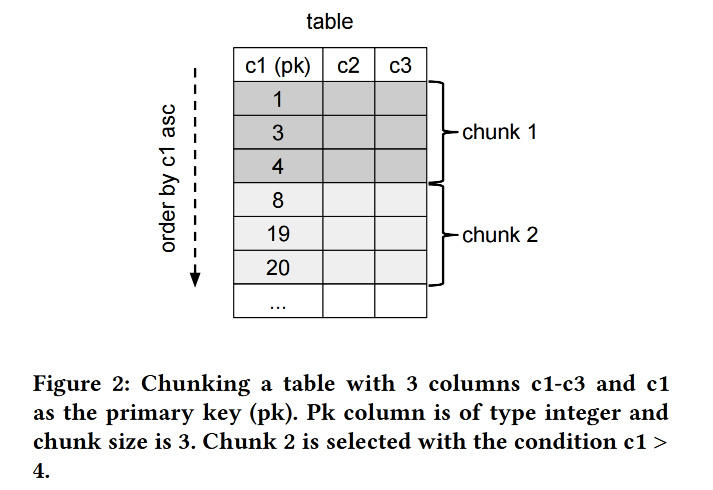 table
c1 (pk) c2 c3
1
3
4
8
19
20
...
order by c1 asc
chunk 1
chunk 2
Figure 2: Chunking a table with 3 columns c1-c3 and c1
as the primary key (pk). Pk column is of type integer and
chunk size is 3. Chunk 2 is selected with the condition c1 >
4.